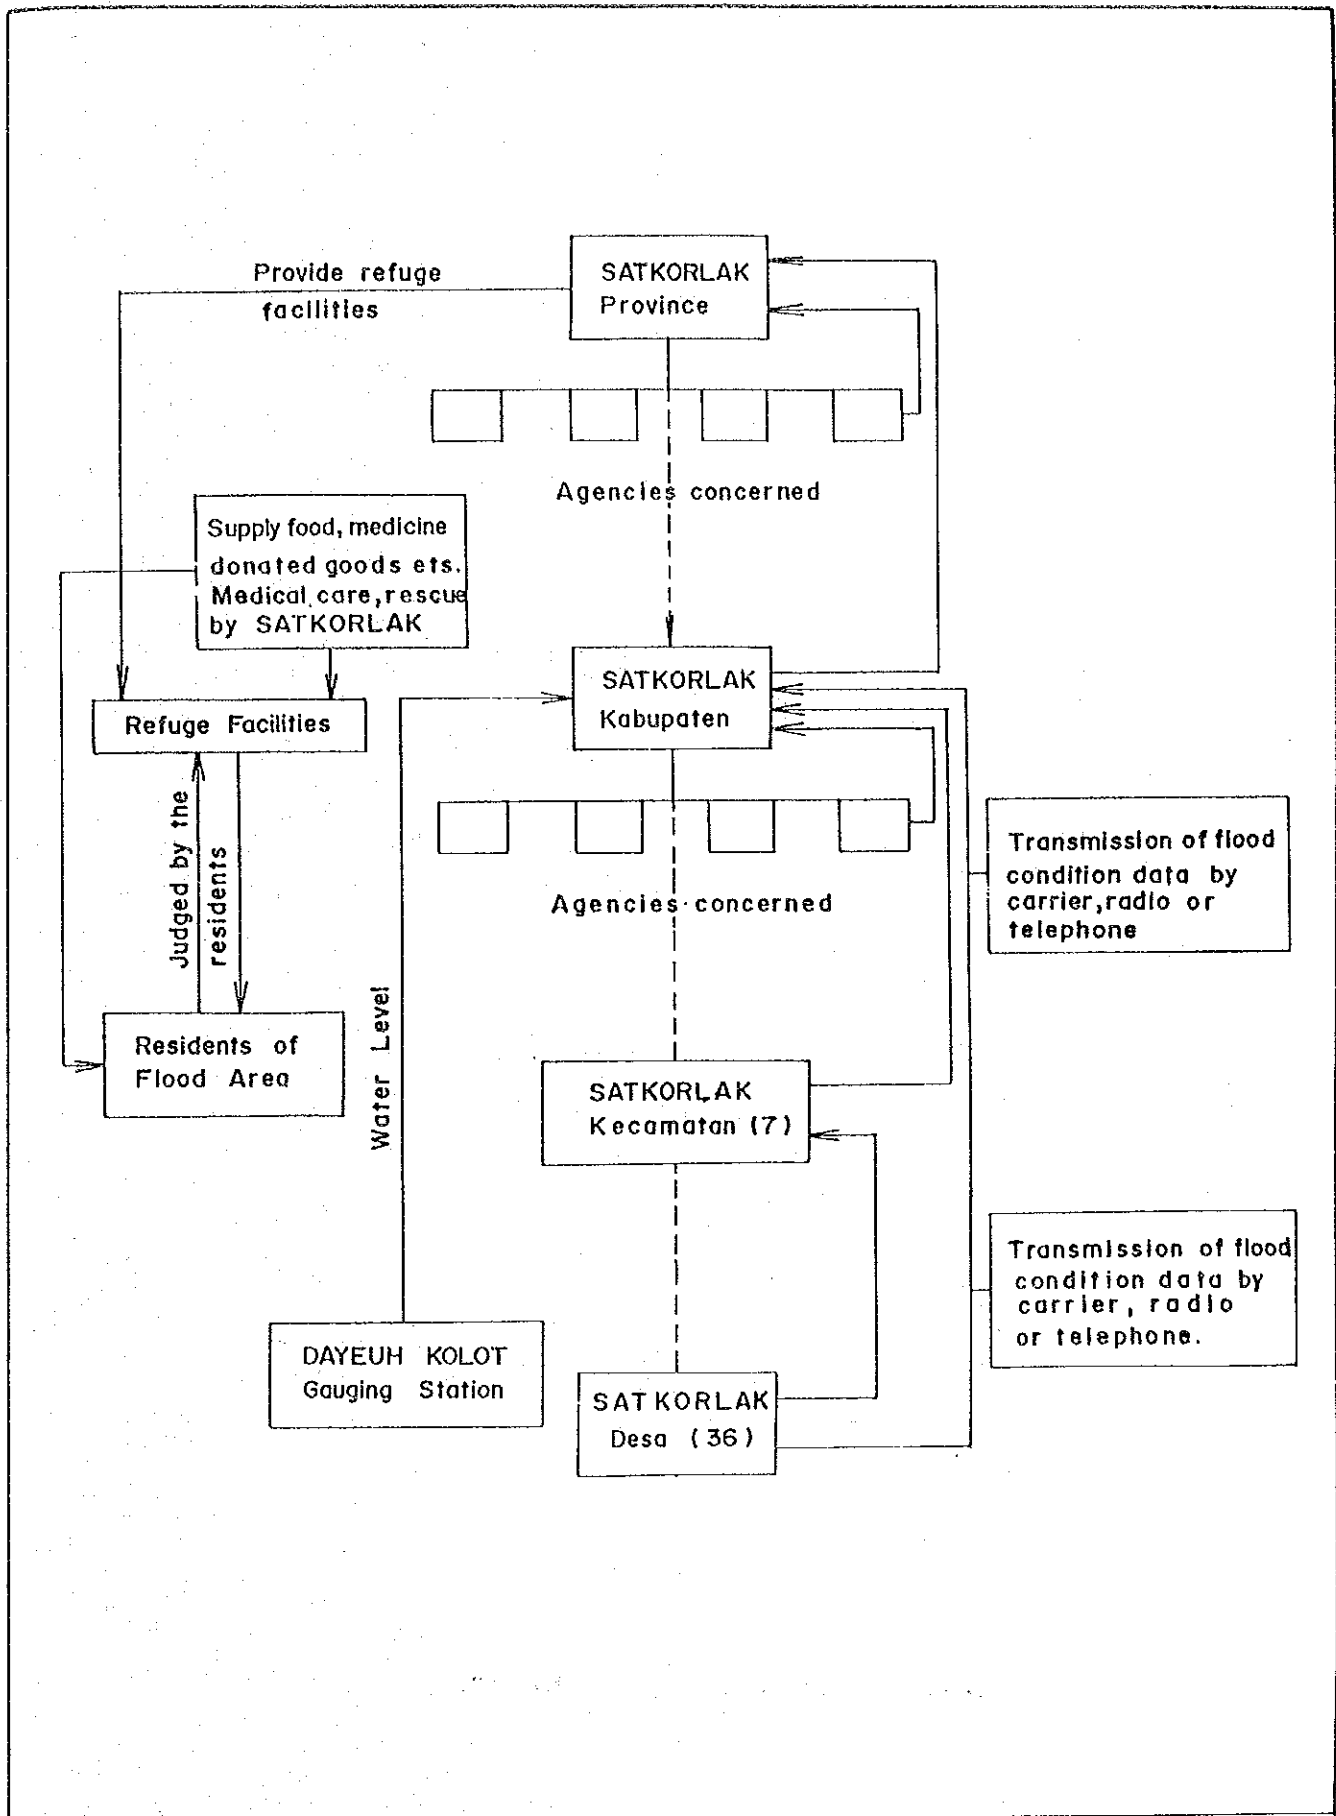 SATKORLAK
Province
Provide refuge
facilities
Agencies concerned
Supply food, medicine
donated goods ets.
Medical care, rescue
by SATKORLAK
SATKORLAK
Kabupaten
Refuge Facilities
Judged by the
residents
Agencies concerned
Transmission of flood
condition data by
carrier, radio or
telephone
Residents of
Flood Area
Water Level
SATKORLAK
Kecamatan (7)
Transmission of flood
condition data by
carrier, radio
or telephone.
DAYEUH KOLOT
Gauging Station
SATKORLAK
Desa (36)